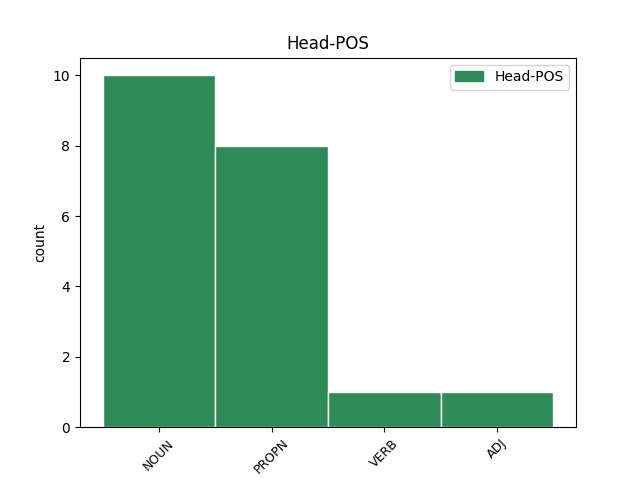 Head-POS
Head-POS
count
10
8
6
4
2
0
NOUN
PROPN
VERB
ADJ